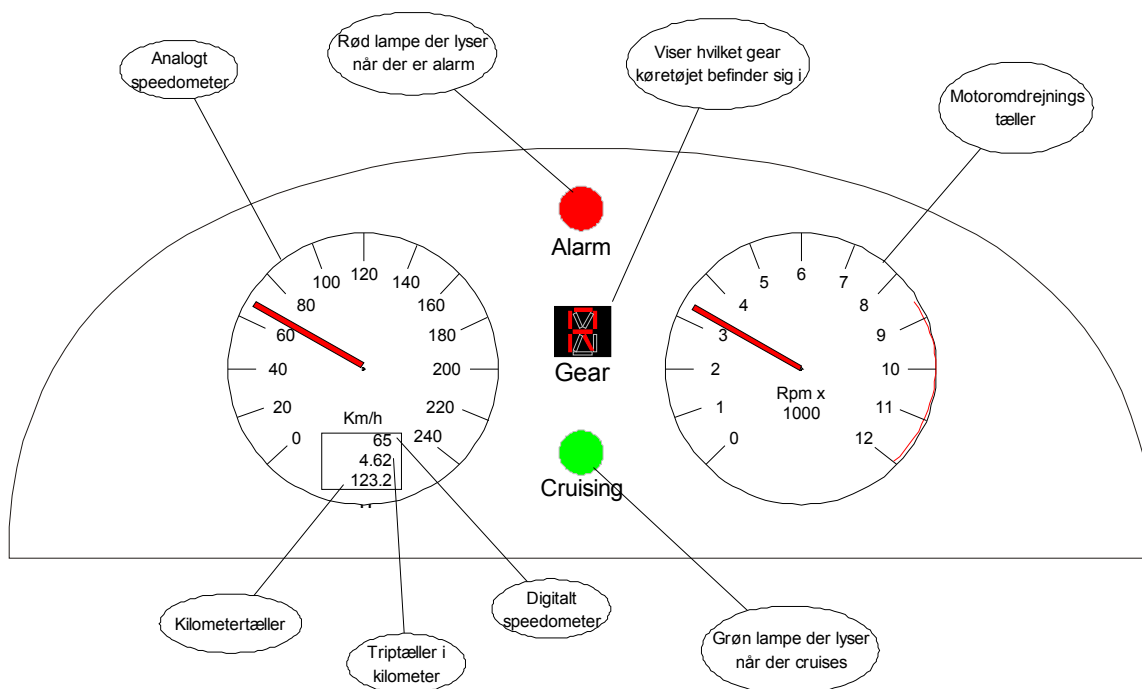 Rød lampe der lyser
når der er alarm
Viser hvilket gear
køretøjet befinder sig i
Analogt
speedometer
Motoromdrejnings
tæller
Alarm
Gear
Cruising
0
20
40
60
80
100
120
140
160
180
200
220
240
Km/h
65
4.62
123.2
0
1
2
3
4
5
6
7
8
9
10
11
12
Rpm x
1000
R
Kilometertæller
Triptæller i
kilometer
Digitalt
speedometer
Grøn lampe der lyser
når der cruises